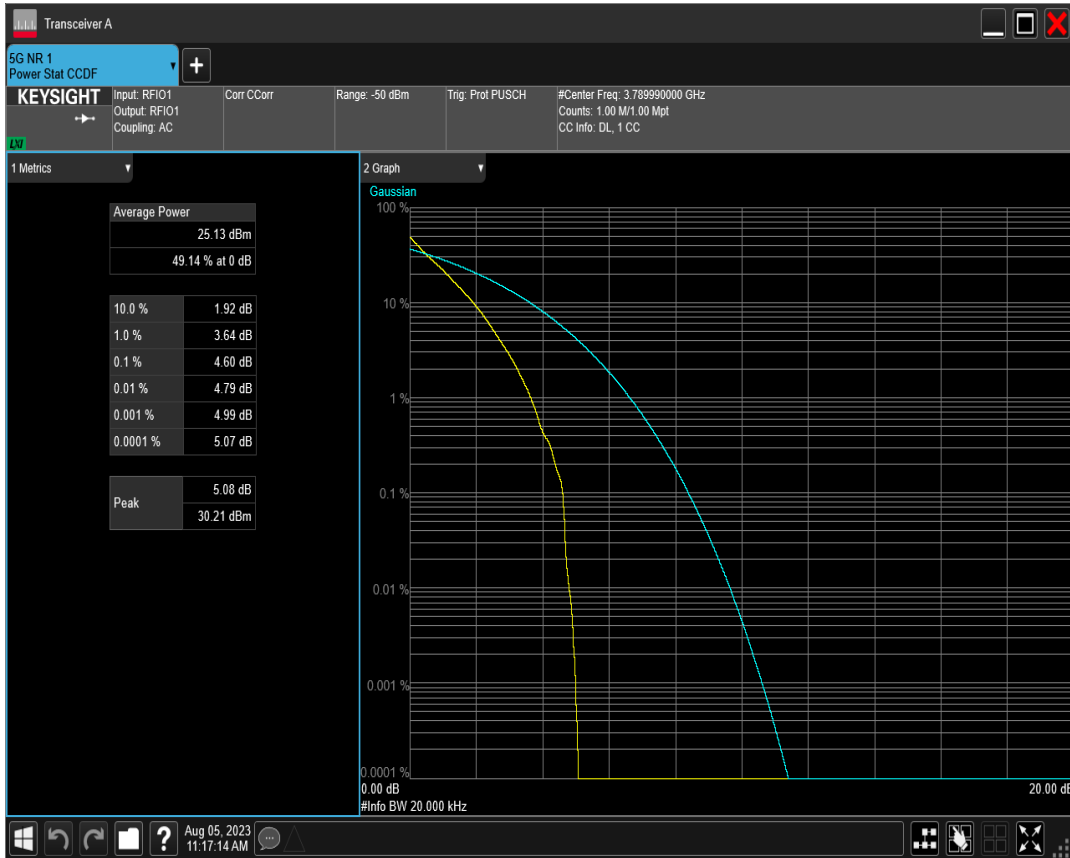 Transceiver A
5G NR 1
Power Stat CCDF
+
KEYSIGHT
LXI
Input: RFIO1
Output: RFIO1
Coupling: AC
Corr CCorr
Range: -50 dBm
Trig: Prot PUSCH
#Center Freq: 3.789990000 GHz
Counts: 1.00 M/1.00 Mpt
CC Info: DL, 1 CC
1 Metrics
Average Power
25.13 dBm
49.14 % at 0 dB
10.0 % 1.92 dB
1.0 % 3.64 dB
0.1 % 4.60 dB
0.01 % 4.79 dB
0.001 % 4.99 dB
0.0001 % 5.07 dB
Peak 5.08 dB
30.21 dBm
2 Graph
Gaussian
100 %
10 %
1 %
0.1 %
0.01 %
0.001 %
0.0001 %
0.00 dB 20.00 dB
#Info BW 20.000 kHz
? Aug 05, 2023
11:17:14 AM